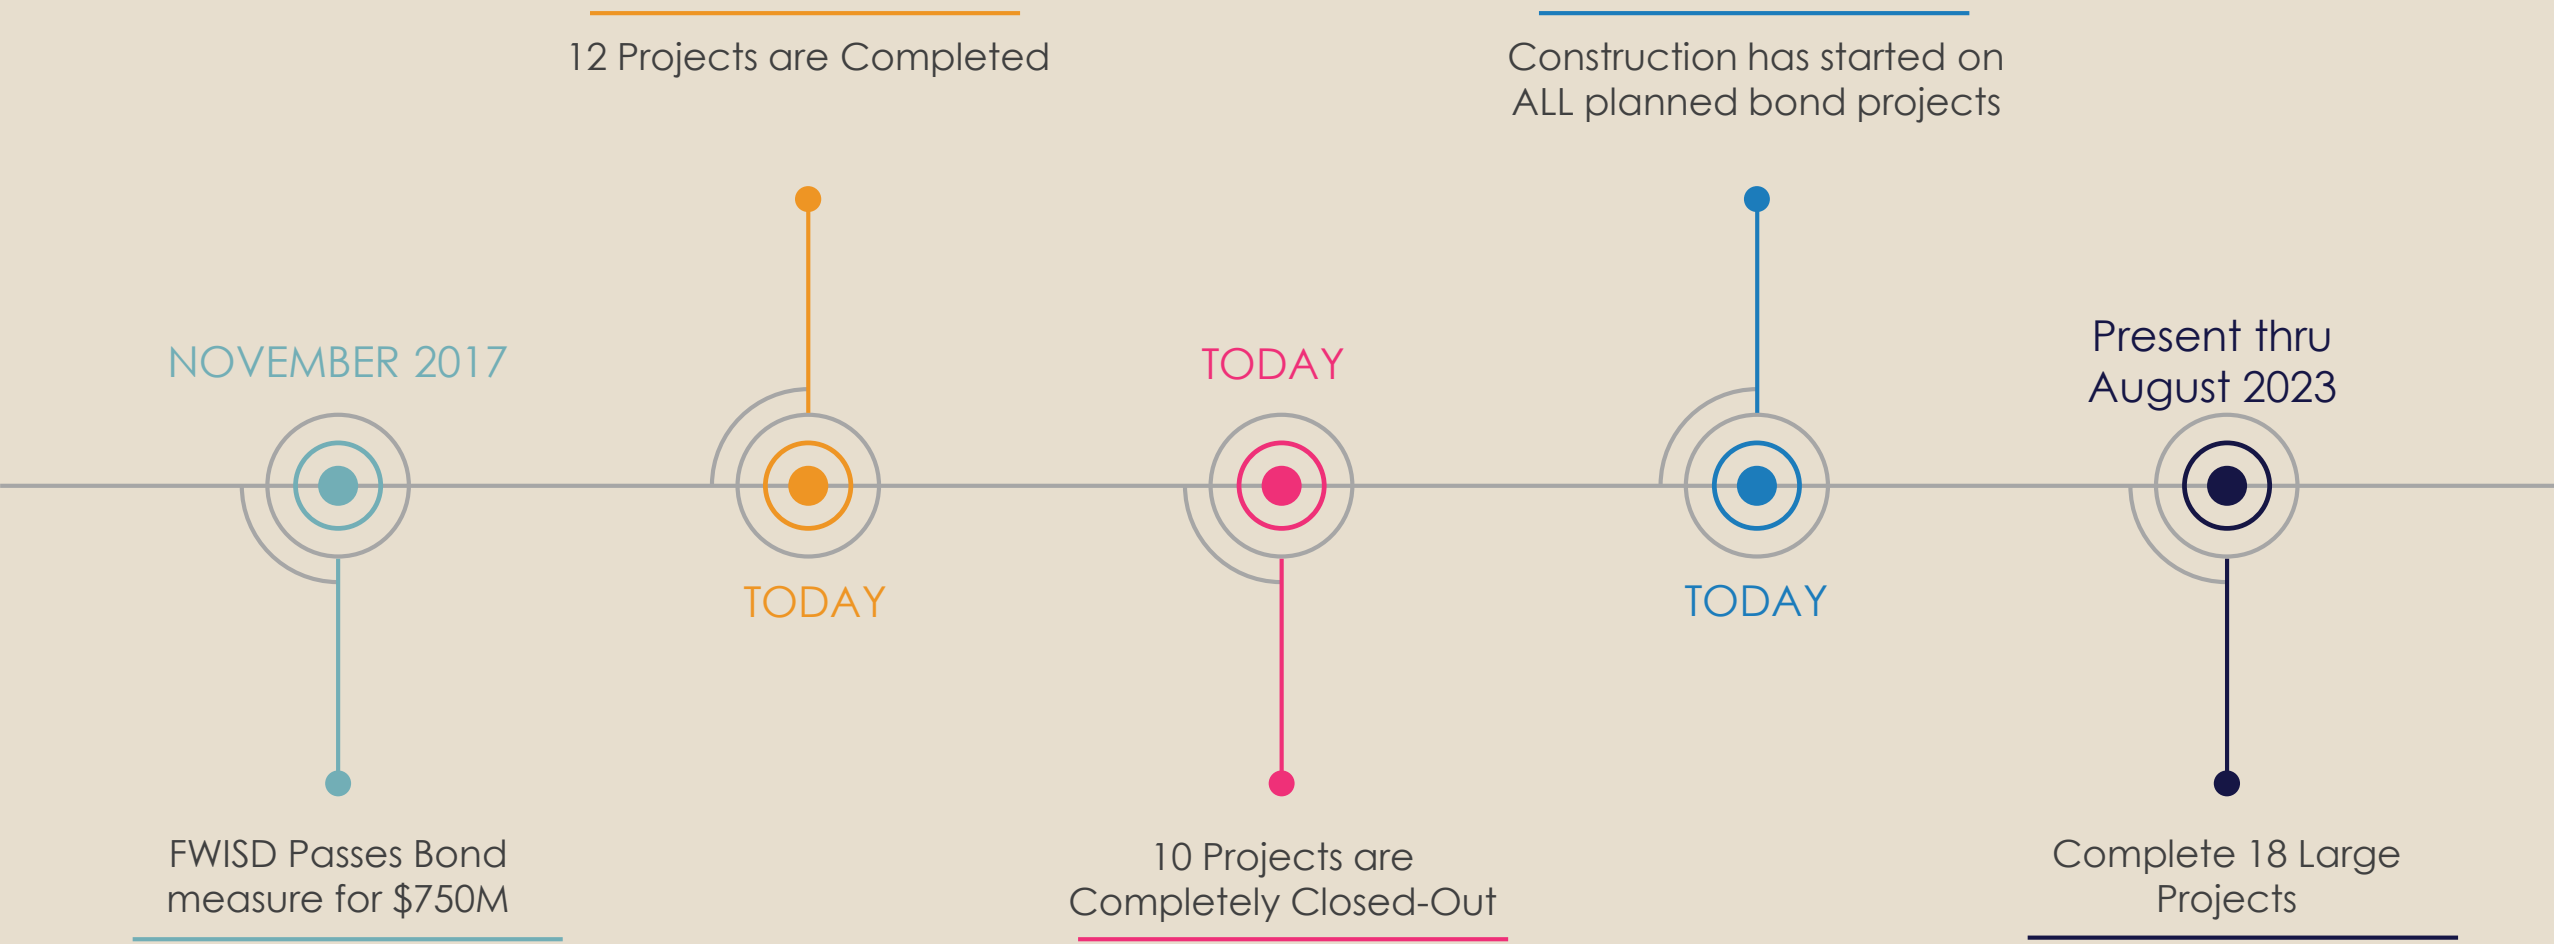 12 Projects are Completed
Construction has started on
ALL planned bond projects
NOVEMBER 2017
TODAY
TODAY
TODAY
Present thru
August 2023
FWISD Passes Bond
measure for $750M
10 Projects are
Completely Closed-Out
Complete 18 Large
Projects